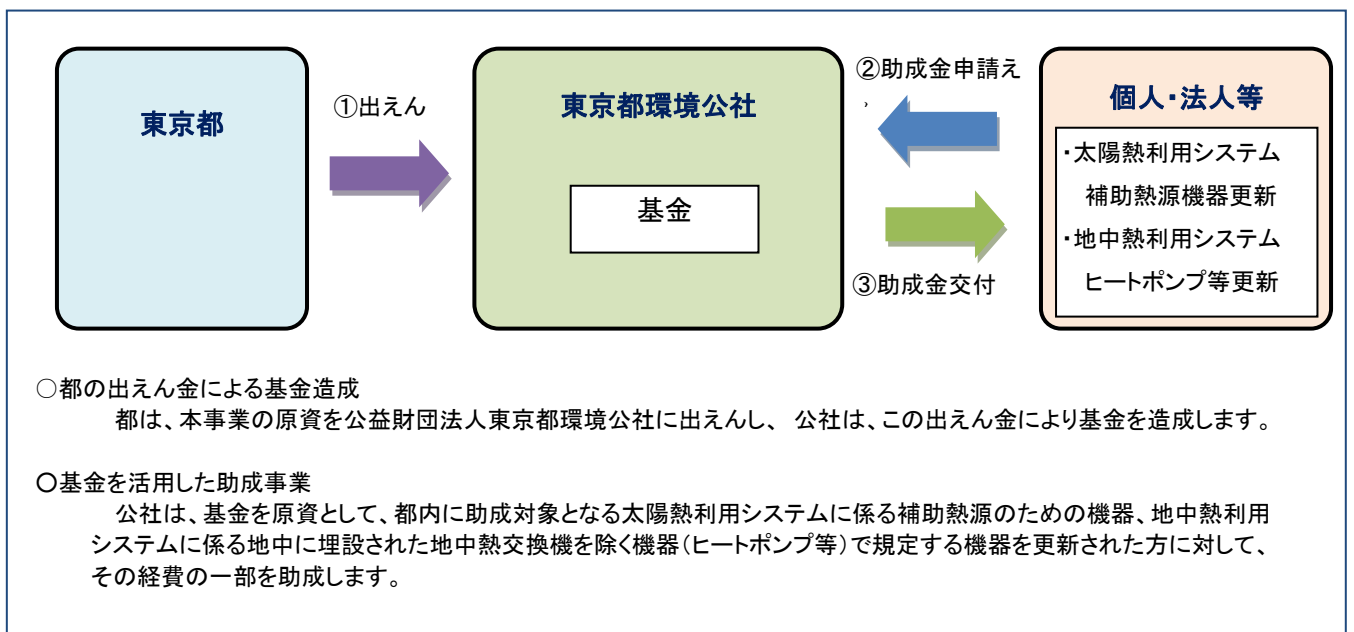 東京都
①出えん
東京都環境公社
基金
②助成金申請え
，
③助成金交付
個人・法人等
・太陽熱利用システム
補助熱源機器更新
・地中熱利用システム
ヒートポンプ等更新
○都の出えん金による基金造成
都は、本事業の原資を公益財団法人東京都環境公社に出えんし、 公社は、この出えん金により基金を造成します。
〇基金を活用した助成事業
公社は、基金を原資として、都内に助成対象となる太陽熱利用システムに係る補助熱源のための機器、地中熱利用
システムに係る地中に埋設された地中熱交換機を除く機器（ヒートポンプ等）で規定する機器を更新された方に対して、
その経費の一部を助成します。